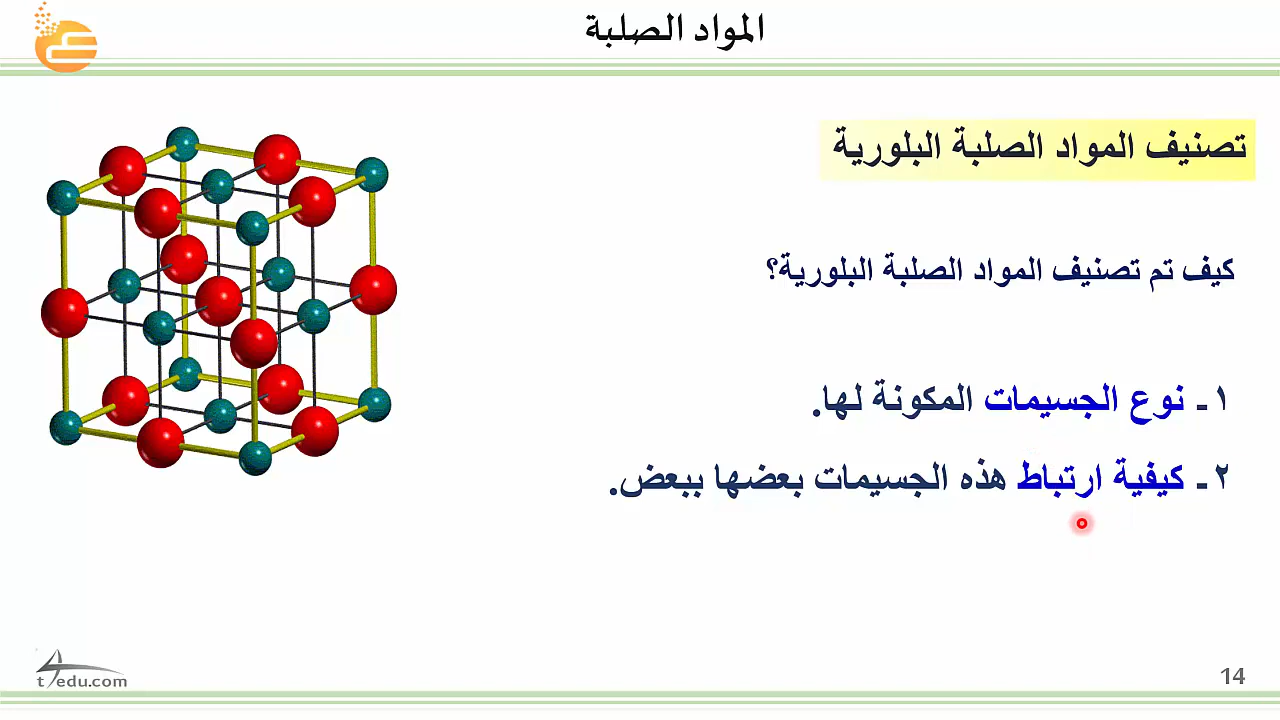 المواد الصلبة
تصنيف المواد الصلبة البلورية
كيف تم تصنيف المواد الصلبة البلورية؟
١ـ نوع الجسيمات المكونة لها.
٢ـ كيفية ارتباط هذه الجسيمات بعضها ببعض.
t4edu.com
14